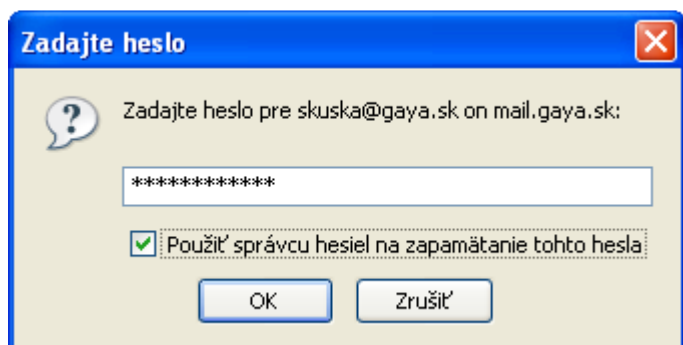 Zadajte heslo
Zadajte heslo pre skuska@gaya.sk on mail.gaya.sk:
************
Použiť správcu hesiel na zapamätanie tohto hesla
OK
Zrušiť